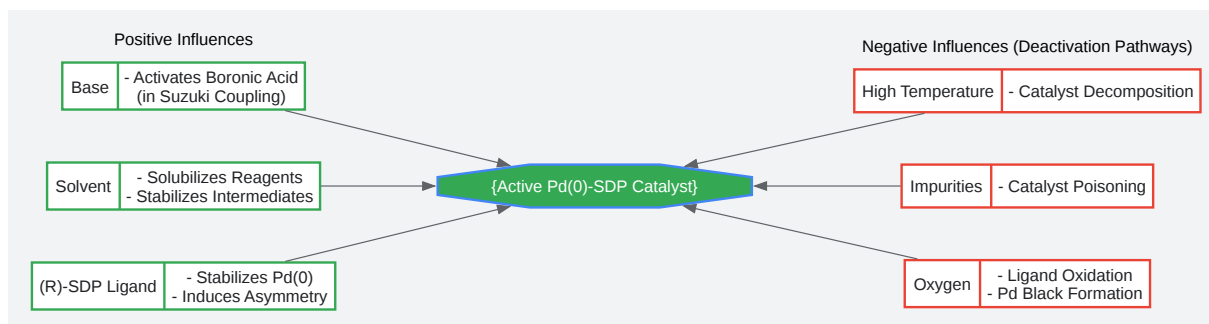 Positive Influences
Base
- Activates Boronic Acid
(in Suzuki Coupling)
Solvent
- Solubilizes Reagents
- Stabilizes Intermediates
(R)-SDP Ligand
- Stabilizes Pd(0)
- Induces Asymmetry
{Active Pd(0)-SDP Catalyst}
Negative Influences (Deactivation Pathways)
High Temperature
- Catalyst Decomposition
Impurities
- Catalyst Poisoning
Oxygen
- Ligand Oxidation
- Pd Black Formation